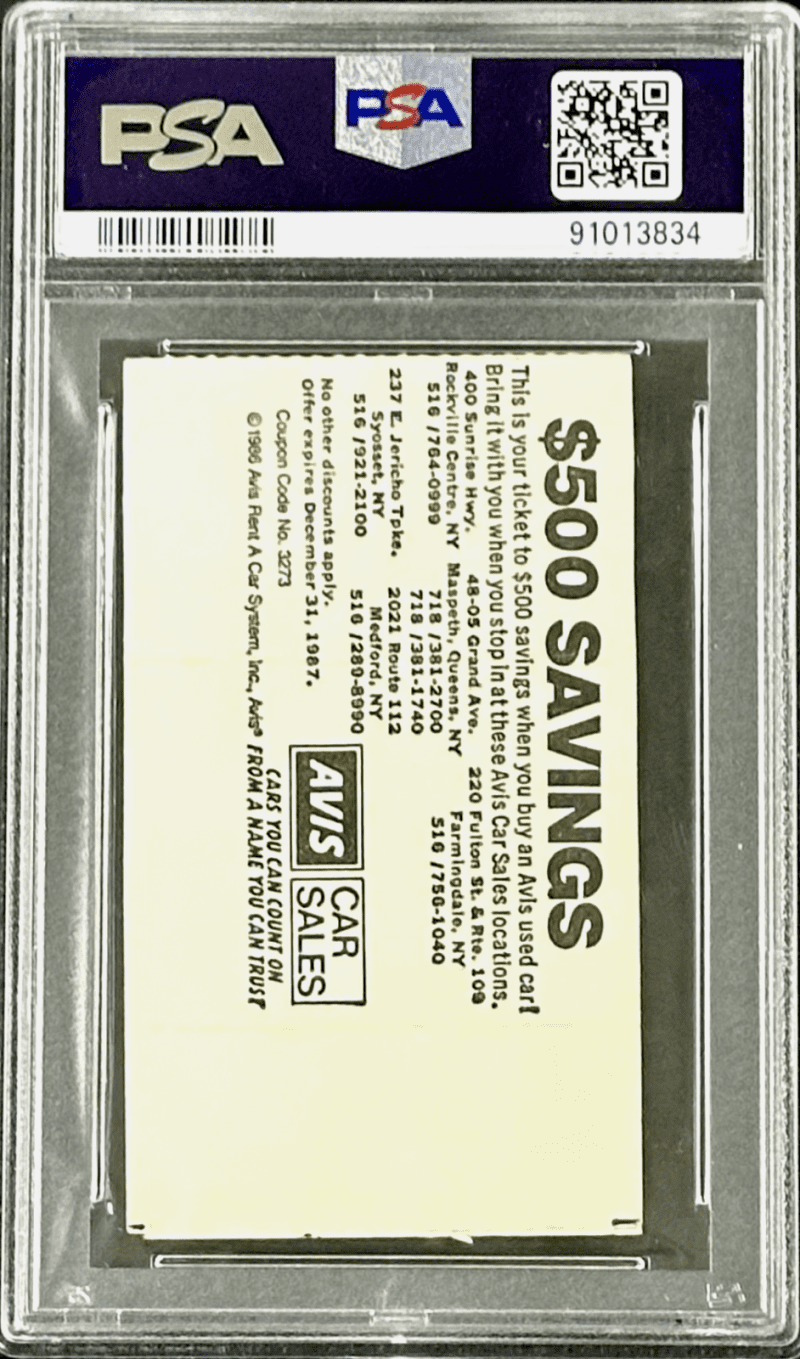 PSA
PSA
91013834
$500 SAVINGS
This is your ticket to $500 savings when you buy an Avis used car!
Bring it with you when you stop in at these Avis Car Sales locations.
400 Sunrise Hwy. 48-05 Grand Ave. 220 Fulton St. & Rte. 109
Rockville Centre, NY Maspeth, Queens, NY Farmingdale, NY
516 /764-0999 718 /381-2700 516 /756-1040
718 /381-1740
237 E. Jericho Tpke. 2021 Route 112
Syosset, NY Medford, NY
516 /921-2100 516 /289-8990
No other discounts apply.
Offer expires December 31, 1987.
Coupon Code No. 3273
© 1986 Avis Rent A Car System, Inc., Avis®
AVIS
CAR
SALES
CARS YOU CAN COUNT ON
FROM A NAME YOU CAN TRUST